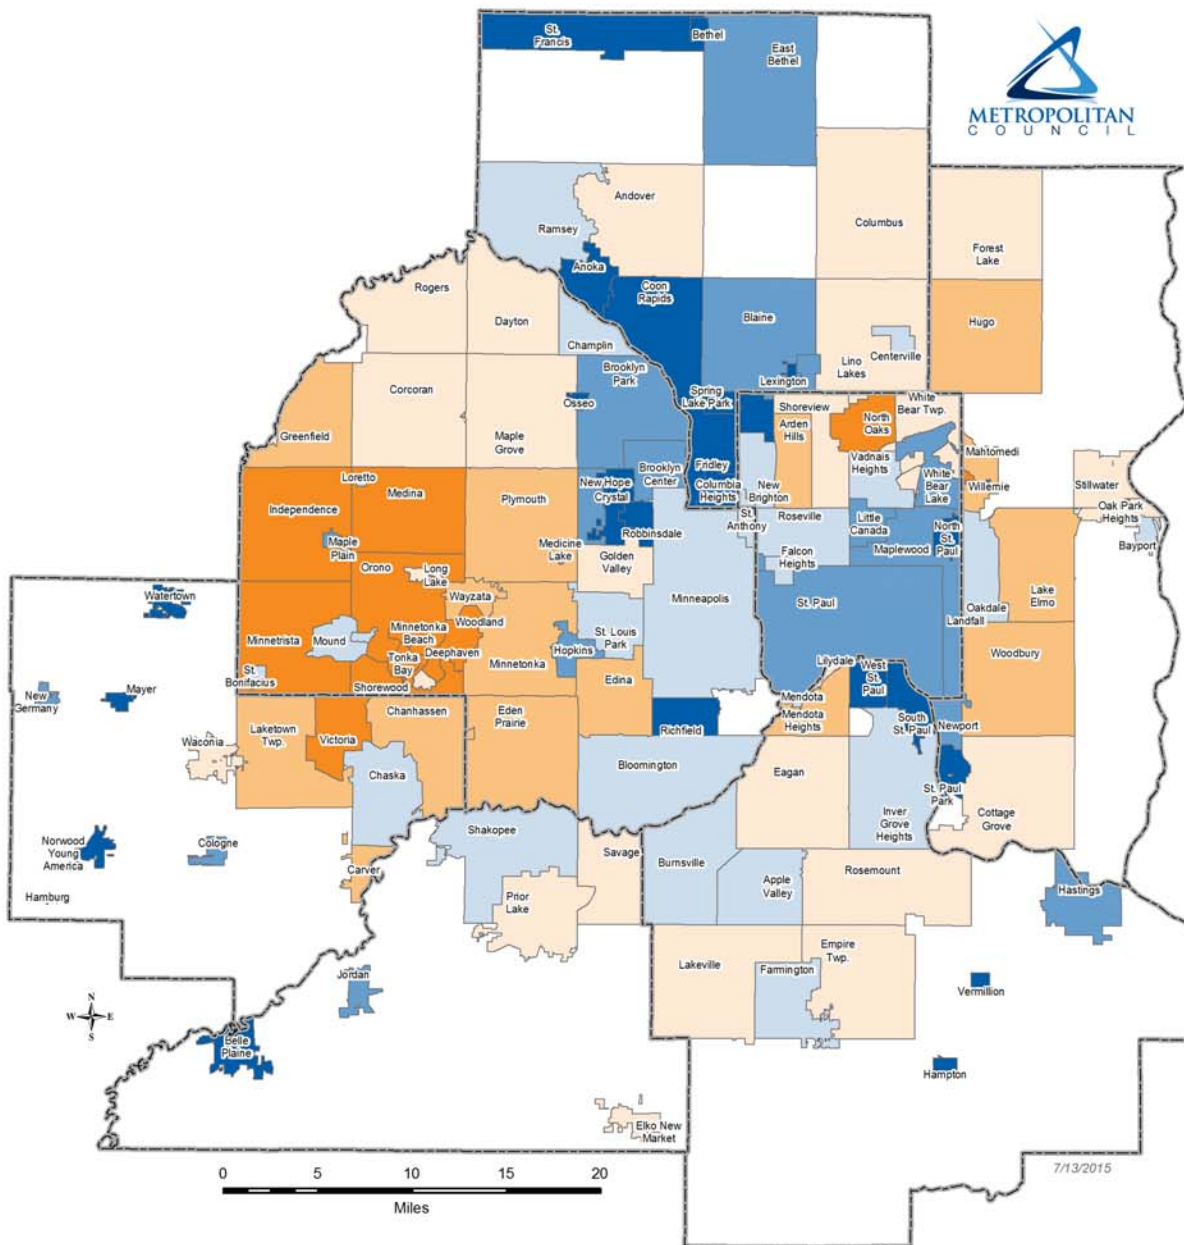 St.
Francis
Bethel
East
Bethel
METROPOLITAN
COUNCIL
Andover
Ramsey
Columbus
Forest
Lake
Anoka
Rogers
Coon
Rapids
Dayton
Blaine
Hugo
Champlin
Centerville
Lino
Lakes
Brooklyn
Park
Lexington
Corcoran
Spring
Lake Park
Osseo
White
Bear Twp.
Shoreview
North
Oaks
Arden
Hills
Greenfield
Maple
Grove
Mahtomedi
Vadnais
Heights
Fridley
Brooklyn
Center
White
Bear
Lake
Loretto
Medina
New Hope
Crystal
Columbia
Heights
New
Brighton
Willernie
Stillwater
Plymouth
Independence
Oak Park
Heights
St.
Anthony
Roseville
Little
Canada
North
St.
Paul
Robbinsdale
Maple
Plain
Medicine
Lake
Golden
Valley
Falcon
Heights
Maplewood
Bayport
Orono
Long
Lake
Wayzata
Lake
Elmo
Watertown
Minneapolis
St. Paul
Oakdale
Landfall
Woodland
Minnetonka
Beach
Minnetrista
Mound
St. Louis
Park
Deephaven
Hopkins
Woodbury
Tonka
Bay
Minnetonka
Lilydale
West
St.
Paul
St.
Bonifacius
Edina
Shorewood
New
Germany
Mayer
Mendota
Mendota
Heights
Chanhassen
Eden
Prairie
Laketown
Twp.
Victoria
Richfield
South
St. Paul
Newport
Waconia
Bloomington
Eagan
Chaska
St. Paul
Park
Cottage
Grove
Inver
Grove
Heights
Shakopee
Norwood
Young
America
Cologne
Savage
Burnsville
Carver
Rosemount
Apple
Valley
Hastings
Hamburg
Prior
Lake
Empire
Twp.
Lakeville
Farmington
Jordan
Vermillion
N
W
E
S
Belle
Plaine
Hampton
Elko New
Market
7/13/2015
0
5
10
15
20
Miles